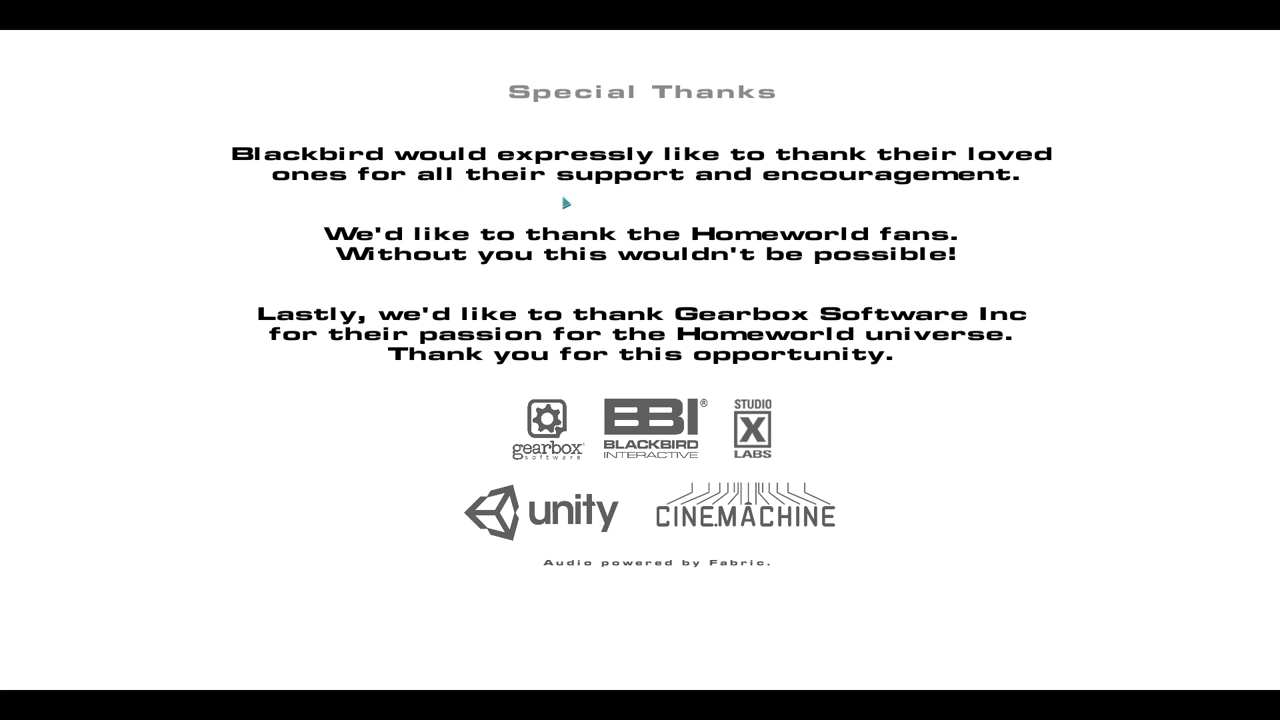 Special Thanks
Blackbird would expressly like to thank their loved
ones for all their support and encouragement.
We'd like to thank the Homeworld fans.
Without you this wouldn't be possible!
Lastly, we'd like to thank Gearbox Software Inc
for their passion for the Homeworld universe.
Thank you for this opportunity.
gearbox
software
BBI®
BLACKBIRD
INTERACTIVE
STUDIO
X
LABS
unity
CINEMACHINE
Audio powered by Fabric.